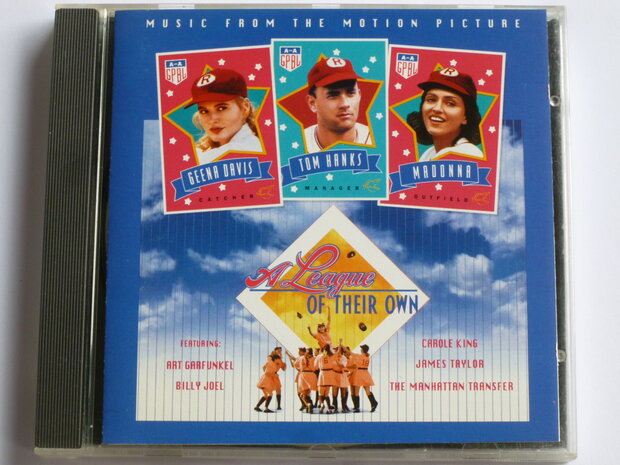 MUSIC FROM THE MOTION PICTURE
A-A
GPBL
R
GEENA DAVIS
CATCHER
A-A
GPBL
R
TOM HANKS
MANAGER
A-A
GPBL
R
MADONNA
OUTFIELD
A League
OF THEIR OWN
FEATURING:
ART GARFUNKEL
BILLY JOEL
CAROLE KING
JAMES TAYLOR
THE MANHATTAN TRANSFER